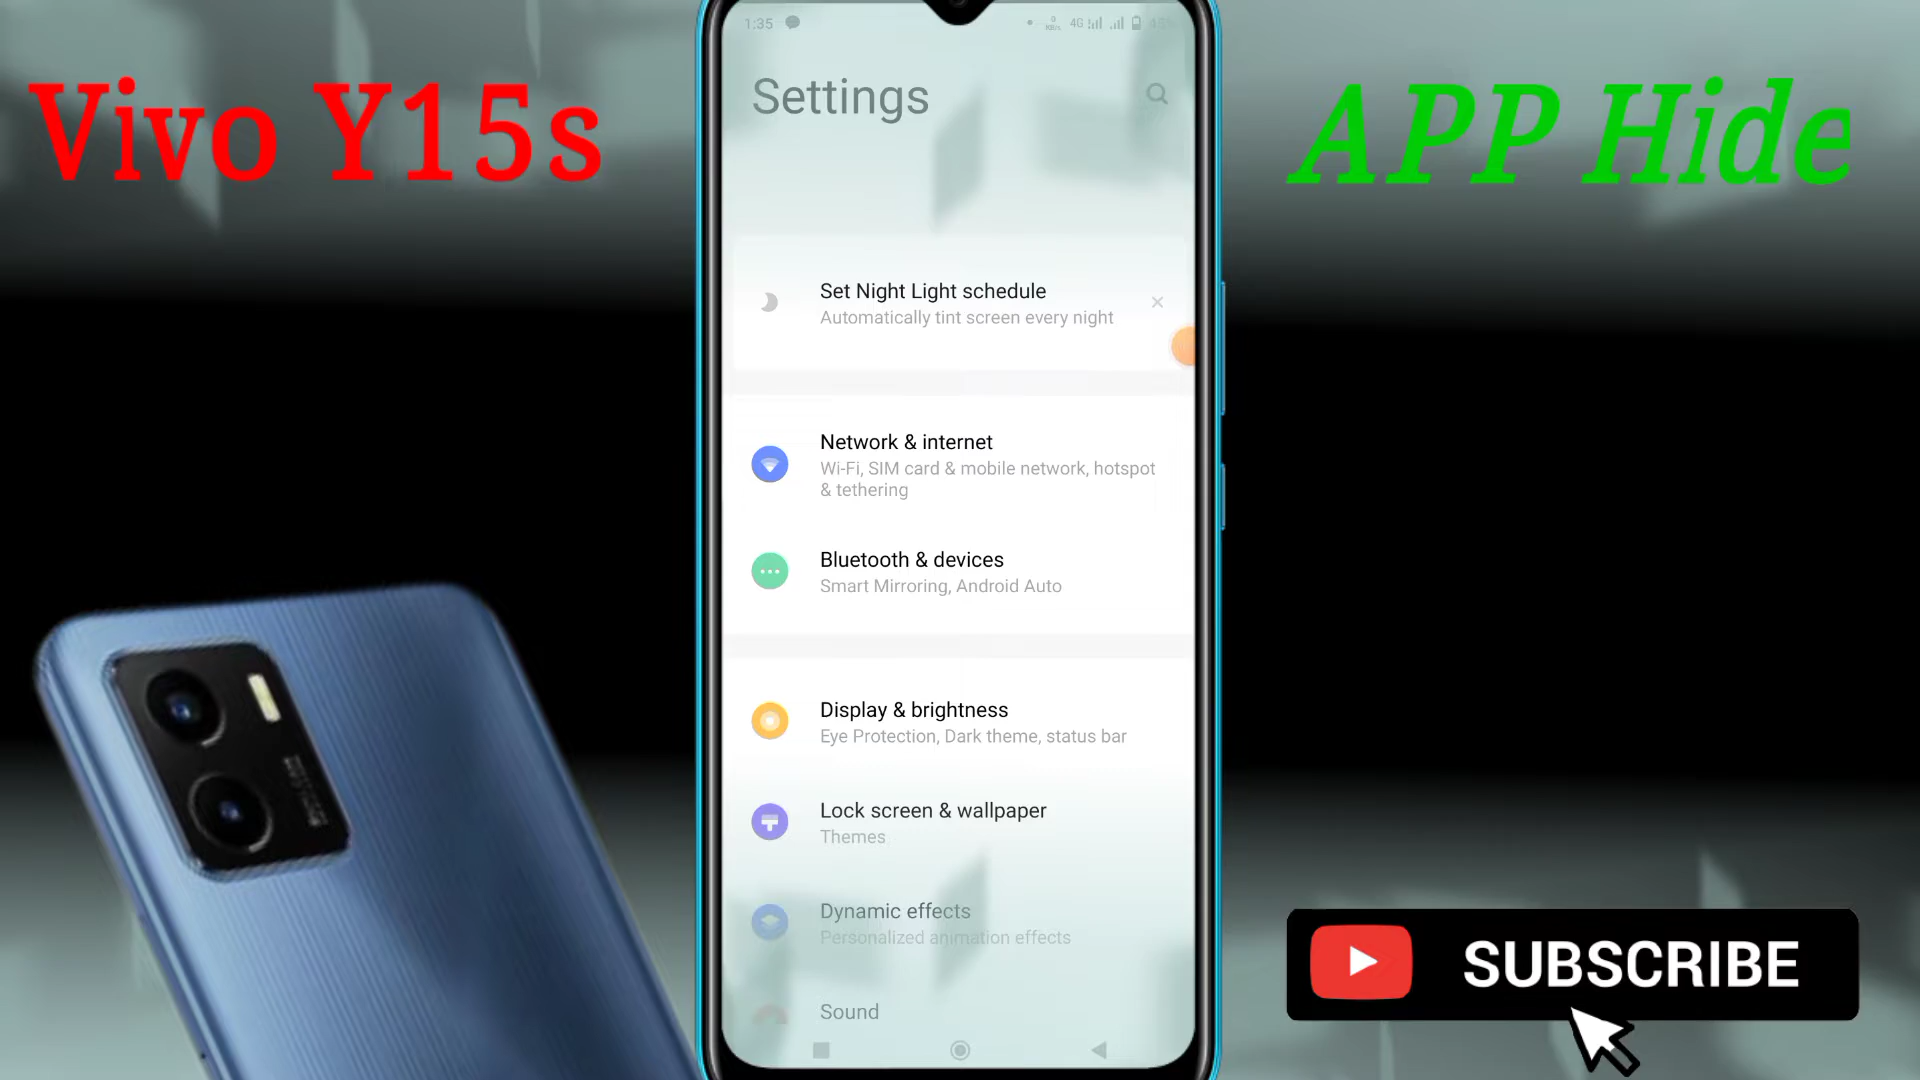 Vivo Y15s
APP Hide
1:35
4G
Settings
Set Night Light schedule
Automatically tint screen every night
Network & internet
Wi-Fi, SIM card & mobile network, hotspot
& tethering
Bluetooth & devices
Smart Mirroring, Android Auto
Display & brightness
Eye Protection, Dark theme, status bar
Lock screen & wallpaper
Themes
Dynamic effects
Personalized animation effects
Sound
SUBSCRIBE